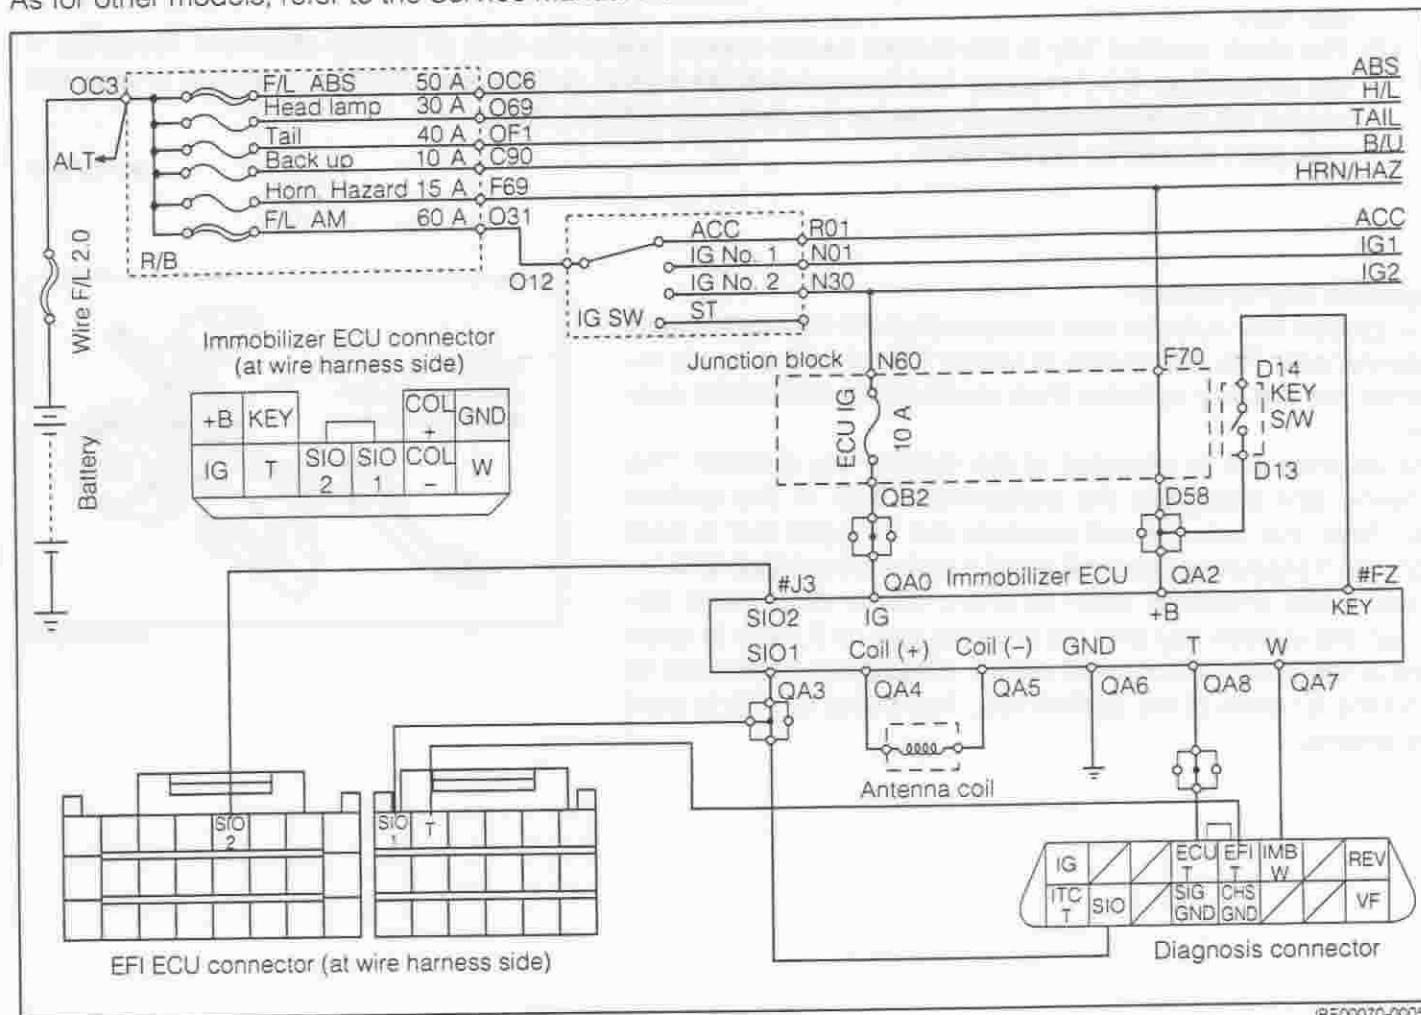 As for other models, refer to the Service Manual
OC3
F/L ABS 50 A OC6
Head lamp 30 A O69
Tail 40 A OF1
Back up 10 A C90
Horn, Hazard 15 A F69
F/L AM 60 A O31
ALT
R/B
ABS
H/L
TAIL
B/U
HRN/HAZ
ACC
IG1
IG2
O12
ACC R01
IG No. 1 N01
IG No. 2 N30
IG SW ST
Wire F/L 2.0
Battery
Immobilizer ECU connector
(at wire harness side)
+B KEY COL + GND
IG T SIO 2 SIO 1 COL − W
Junction block
N60
F70
ECU IG
10 A
D14
KEY
S/W
D13
QB2
D58
#J3
QA0
Immobilizer ECU
QA2
#FZ
SIO2
IG
+B
KEY
SIO1
Coil (+)
Coil (−)
GND
T
W
QA3
QA4
QA5
QA6
QA8
QA7
Antenna coil
SIO
2
SIO
1
T
EFI ECU connector (at wire harness side)
IG ECU T EFI T IMB W REV
ITC T SIO SIG GND CHS GND VF
Diagnosis connector